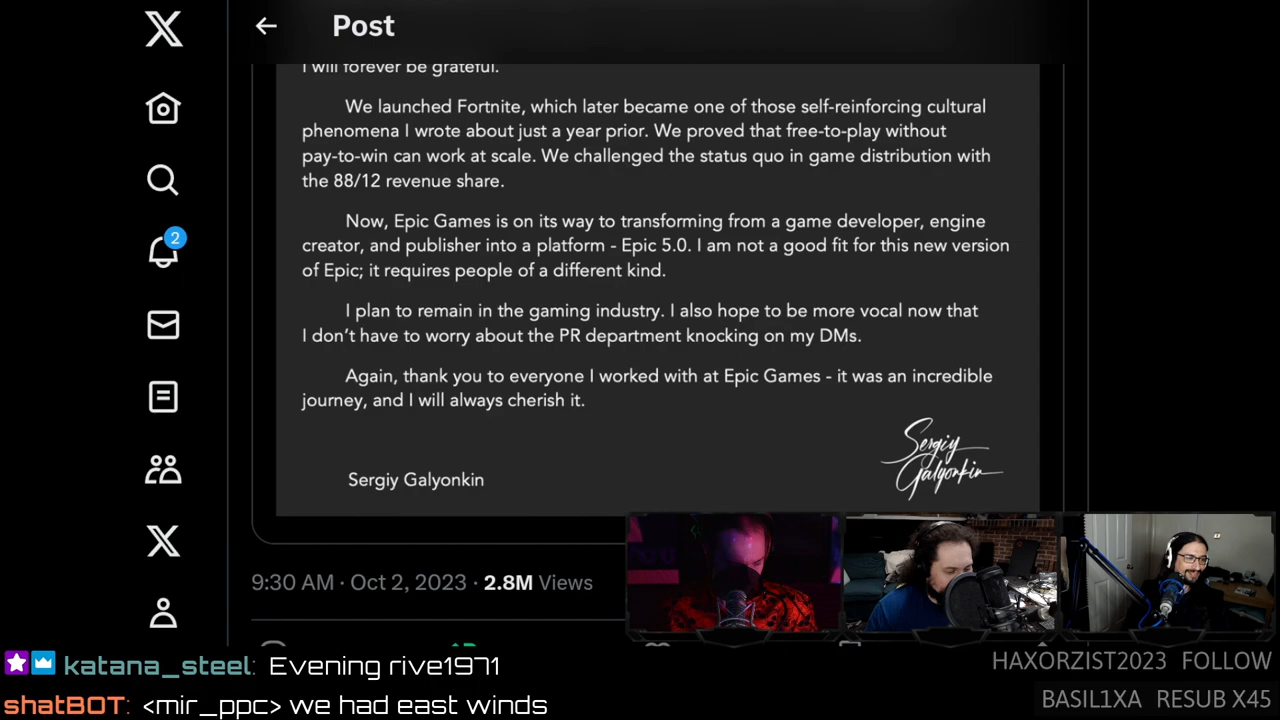 Post
I will forever be grateful.
We launched Fortnite, which later became one of those self-reinforcing cultural
phenomena I wrote about just a year prior. We proved that free-to-play without
pay-to-win can work at scale. We challenged the status quo in game distribution with
the 88/12 revenue share.
Now, Epic Games is on its way to transforming from a game developer, engine
creator, and publisher into a platform - Epic 5.0. I am not a good fit for this new version
of Epic; it requires people of a different kind.
2
I plan to remain in the gaming industry. I also hope to be more vocal now that
I don't have to worry about the PR department knocking on my DMs.
Again, thank you to everyone I worked with at Epic Games - it was an incredible
journey, and I will always cherish it.
Sergiy
Galyonkin
Sergiy Galyonkin
9:30 AM · Oct 2, 2023 · 2.8M Views
katana_steel: Evening rive1971
HAXORZIST2023 FOLLOW
shatBOT: <mir_ppc> we had east winds
BASIL1XA RESUB X45